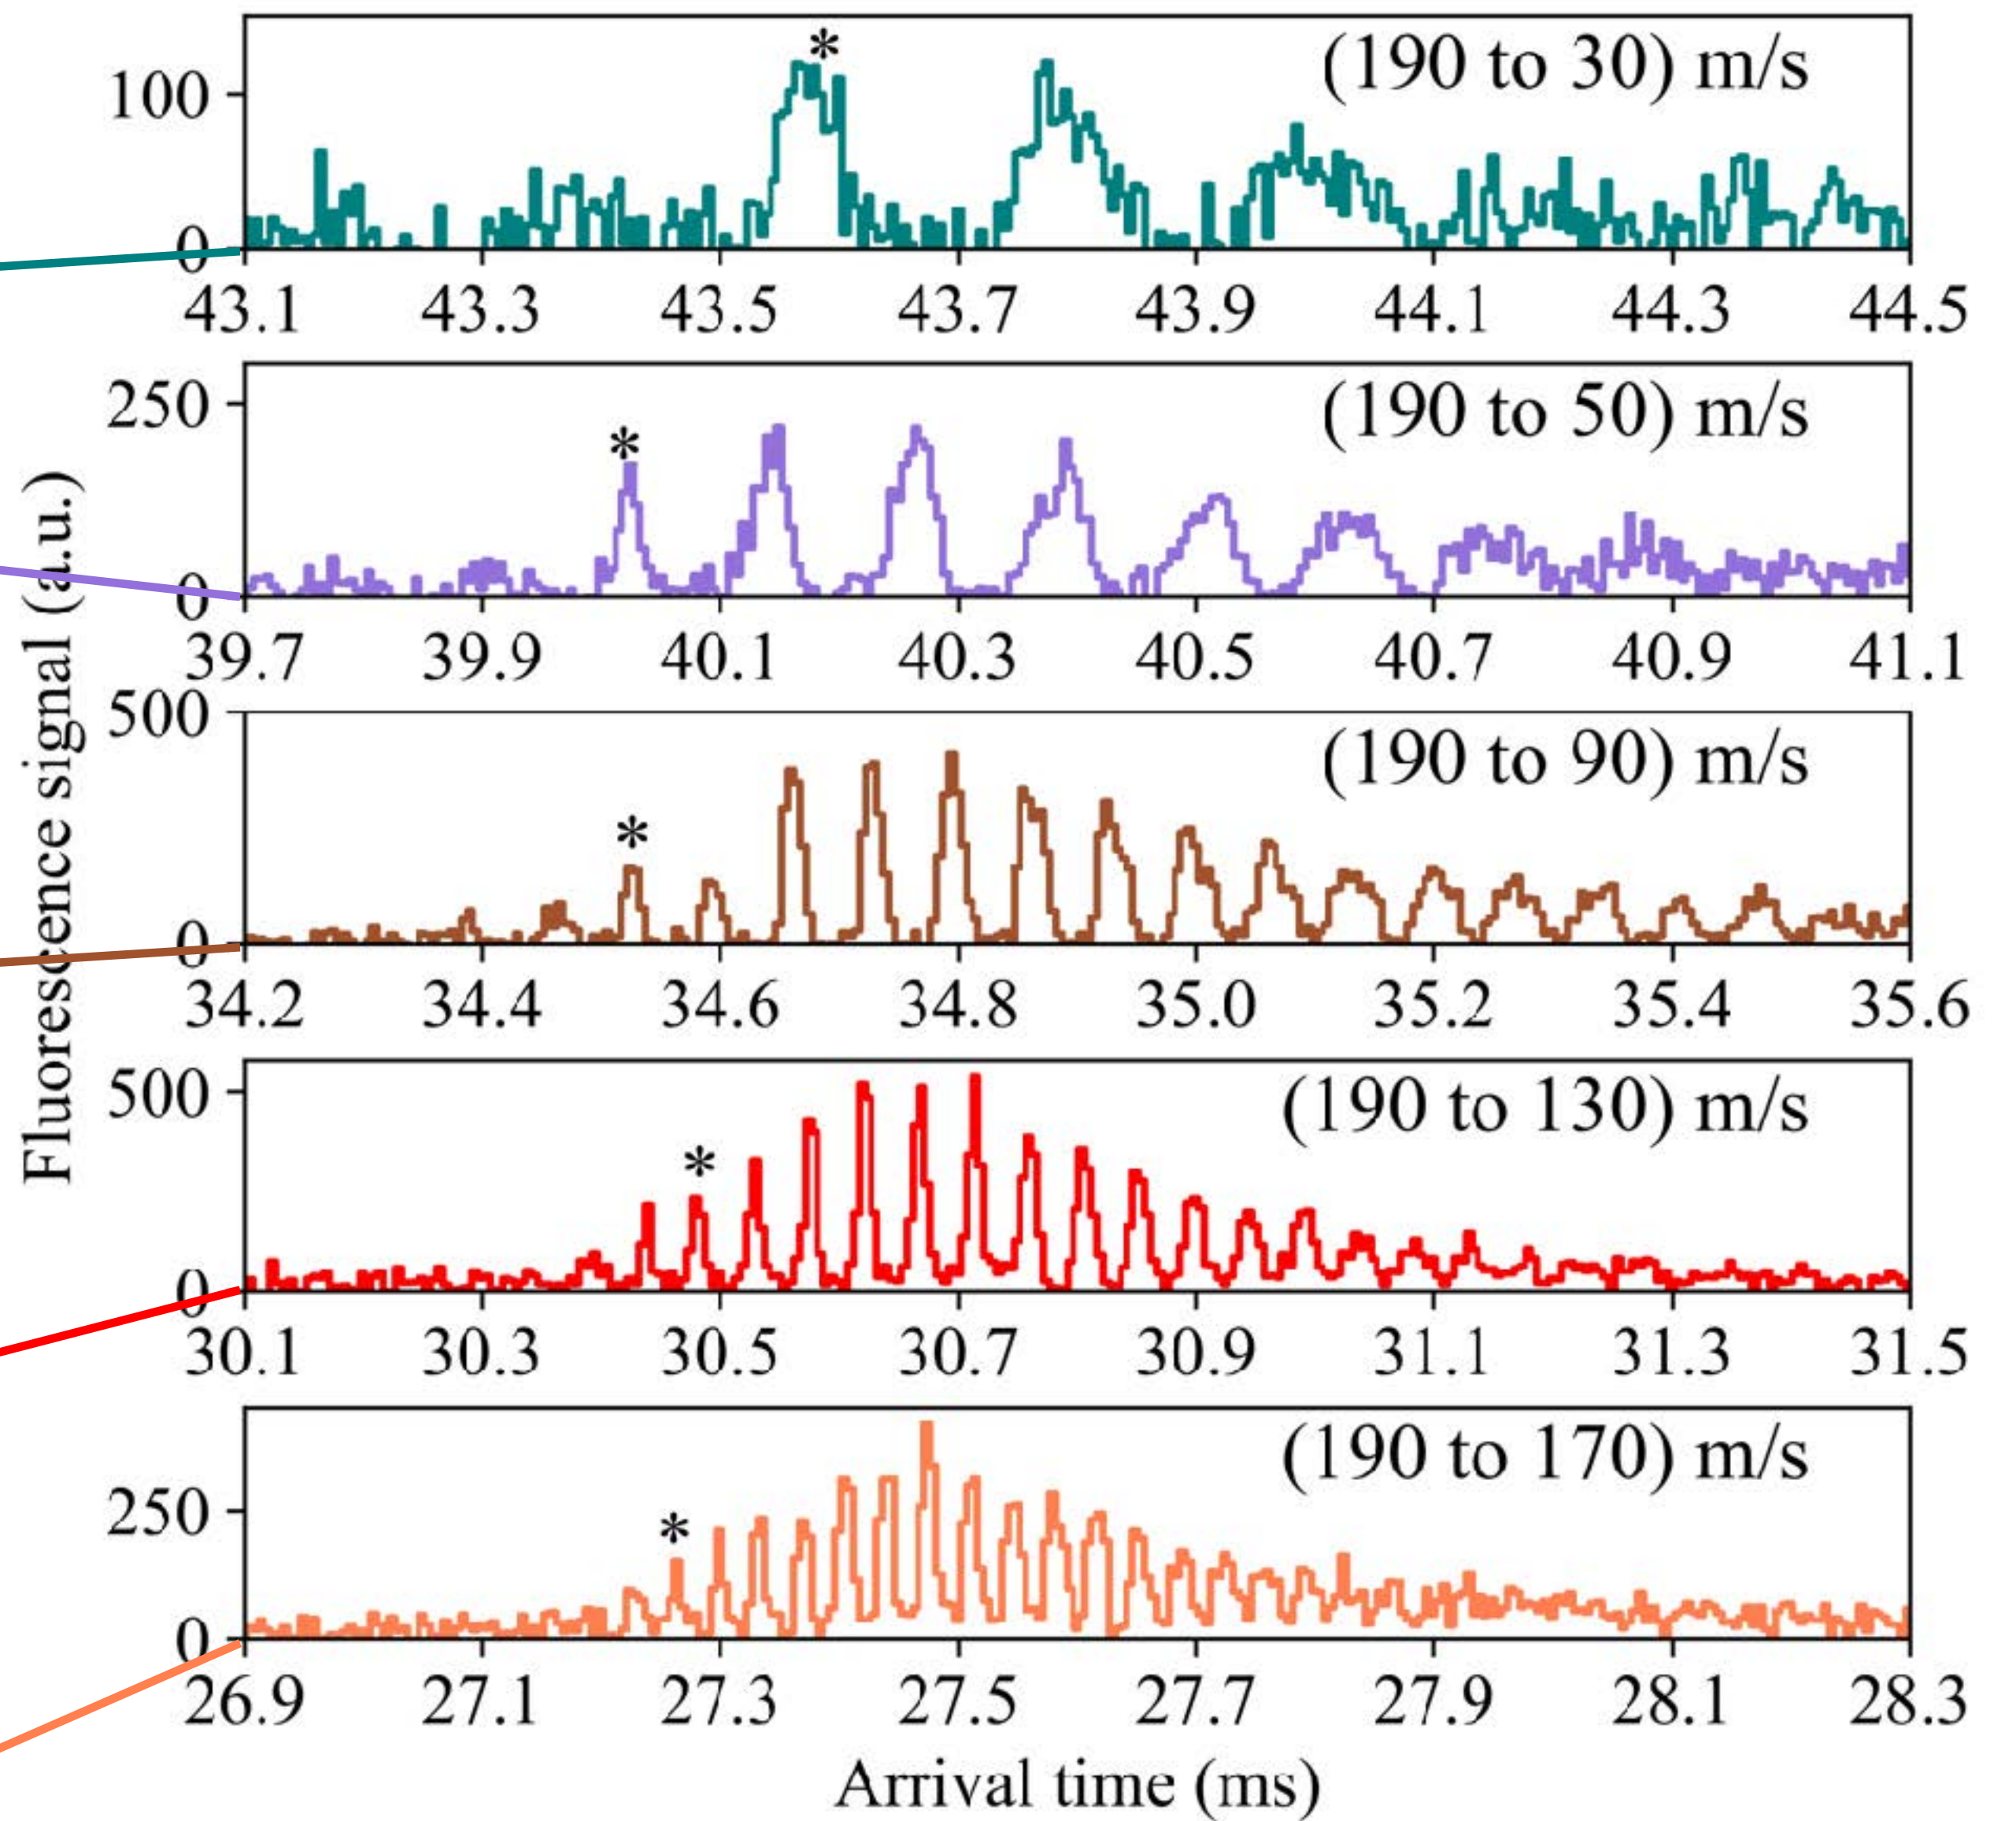 *
(190 to 30) m/s
100
0
43.1 43.3 43.5 43.7 43.9 44.1 44.3 44.5
(190 to 50) m/s
250
*
0
39.7 39.9 40.1 40.3 40.5 40.7 40.9 41.1
500
(190 to 90) m/s
*
0
34.2 34.4 34.6 34.8 35.0 35.2 35.4 35.6
(190 to 130) m/s
500
*
0
30.1 30.3 30.5 30.7 30.9 31.1 31.3 31.5
(190 to 170) m/s
250
*
0
26.9 27.1 27.3 27.5 27.7 27.9 28.1 28.3
Arrival time (ms)
Fluorescence signal (a.u.)